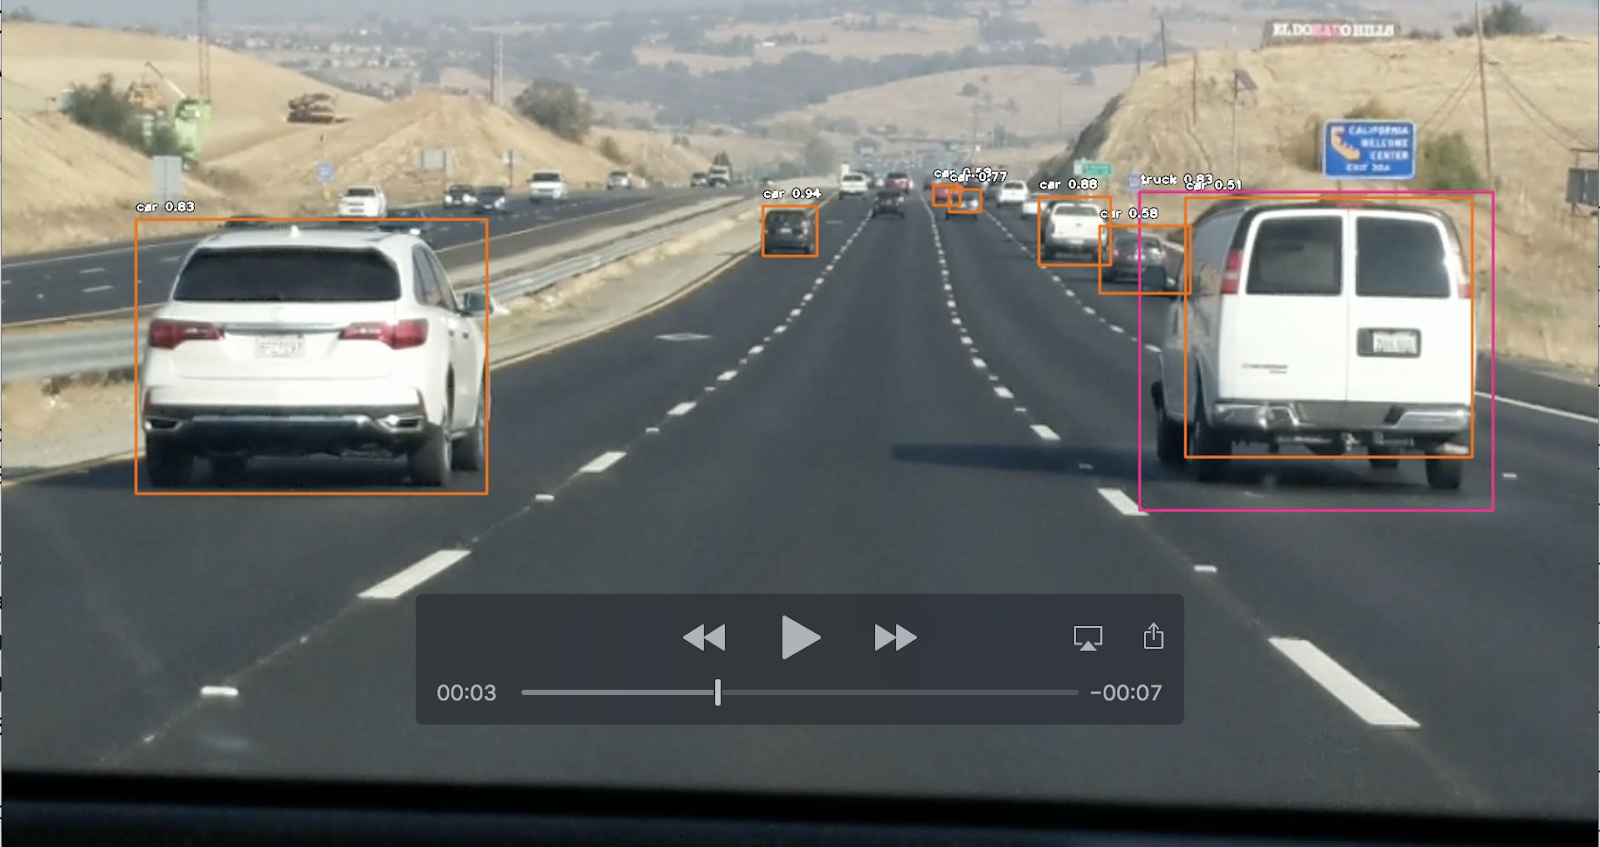 EL DORADO HILLS
CALIFORNIA
WELCOME
CENTER
car 0.77
car 0.94
car 0.88
truck 0.83
car 0.51
car 0.83
car 0.58
00:03
-00:07